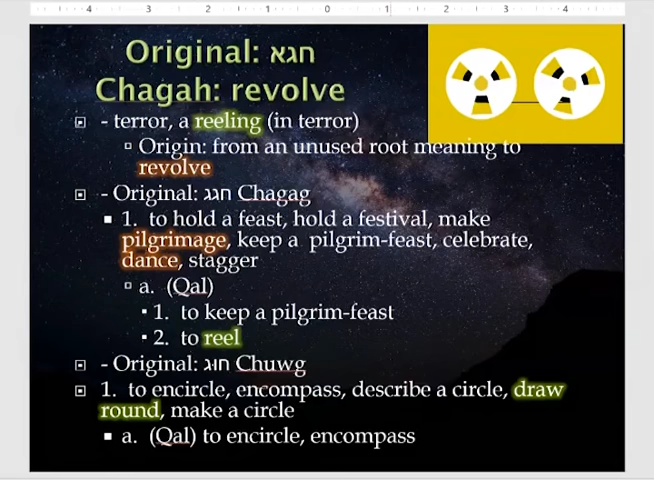 4 3 2 1 0 1 2 3 4
Original: חגא
Chagah: revolve
- terror, a reeling (in terror)
Origin: from an unused root meaning to
revolve
- Original: חגג Chagag
1. to hold a feast, hold a festival, make
pilgrimage, keep a pilgrim-feast, celebrate,
dance, stagger
a. (Qal)
1. to keep a pilgrim-feast
2. to reel
- Original: חוג Chuwg
1. to encircle, encompass, describe a circle, draw
round, make a circle
a. (Qal) to encircle, encompass